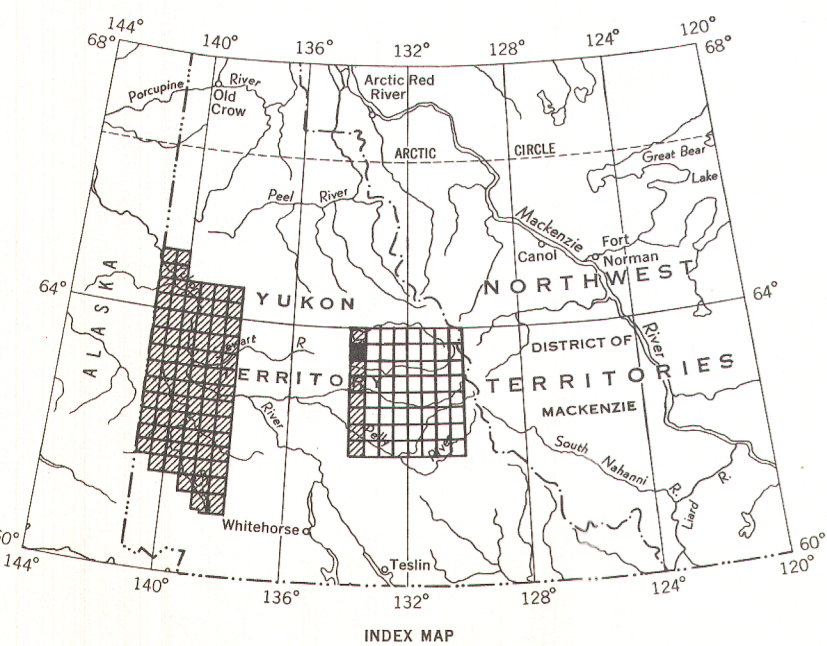 144°
140°
136°
132°
128°
124°
120°
68°
68°
Porcupine River
Old
Crow
Arctic Red
River
ARCTIC CIRCLE
Great Bear
Lake
Peel River
Mackenzie
Canol
Fort
Norman
64°
ALASKA
YUKON
NORTHWEST
64°
R
River
DISTRICT OF
TERRITORY
TERRITORIES
MACKENZIE
River
Pelly
River
South Nahanni
R.
Liard
R.
Whitehorse
Teslin
60°
144°
140°
136°
132°
128°
124°
120°
INDEX MAP